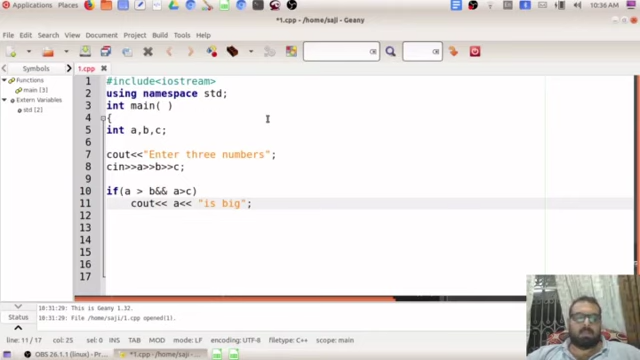 Applications Places
10:36 AM
*1.cpp - /home/saji - Geany
File Edit Search View Document Project Build Tools Help
Symbols
Functions
main [3]
Extern Variables
std [2]
1.cpp
1 #include<iostream>
2 using namespace std;
3 int main( )
4 {
5 int a,b,c;
6
7 cout<<"Enter three numbers";
8 cin>>a>>b>>c;
9
10 if(a > b&& a>c)
11 cout<< a<< "is big";
12
13
14
15
16
17
Status
10:31:29: This is Geany 1.32.
10:31:29: File /home/saji/1.cpp opened(1).
line: 11/17 col: 25 sel: 0 INS TAB MOD mode: LF encoding: UTF-8 filetype: C++ scope: main
OBS 26.1.1 (linux) - Pr...
*1.cpp - /home/saji - G...